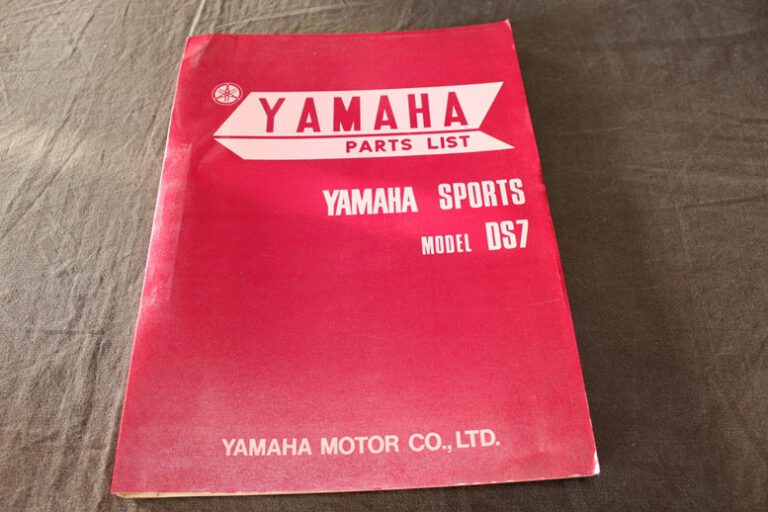 YAMAHA
PARTS LIST
YAMAHA SPORTS
MODEL DS7
YAMAHA MOTOR CO., LTD.